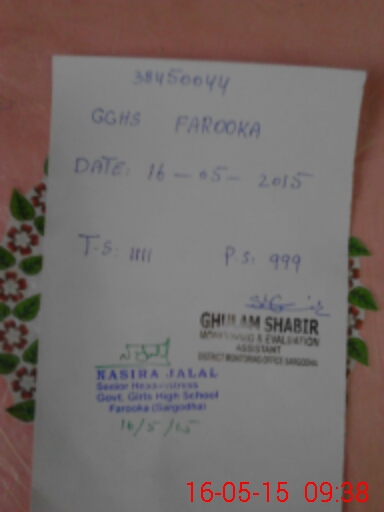 38450044
GGHS FAROOKA
DATE: 16 - 05 - 2015
T-S: 1111 P.S: 999
GHULAM SHABIR
MONITORING & EVALUATION
ASSISTANT
DISTRICT MONITORING OFFICE SARGODHA
NASIRA JALAL
Senior Headmistress
Govt. Girls High School
Farooka (Sargodha)
16/5/15
16-05-15 09:38